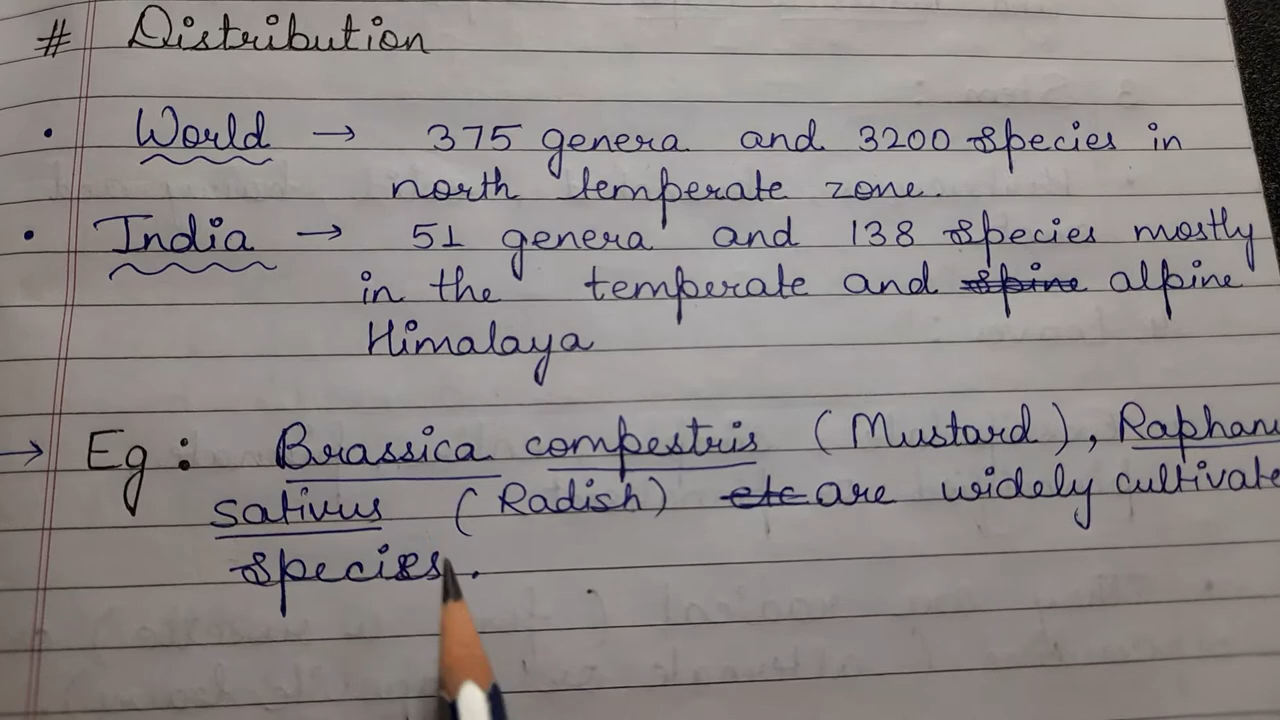 # Distribution
• World → 375 genera and 3200 species in
north temperate zone.
• India → 51 genera and 138 species mostly
in the temperate and spine alpine
Himalaya
→ Eg: Brassica compestris (Mustard), Raphanu
sativus (Radish) etc are widely cultivate
species.